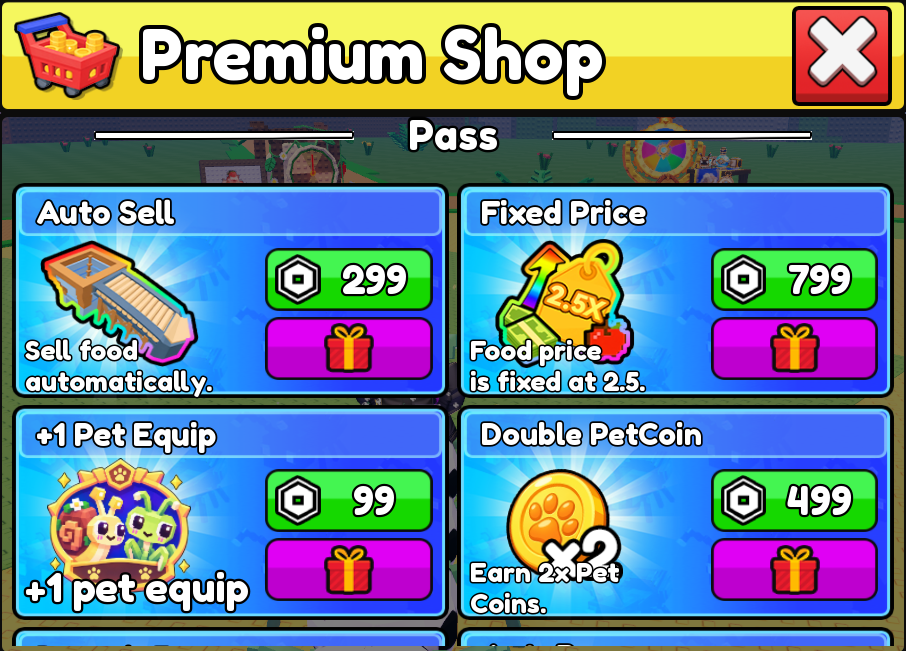 Premium Shop
Pass
Auto Sell
299
Sell food
automatically.
Fixed Price
2.5X
799
Food price
is fixed at 2.5.
+1 Pet Equip
99
+1 pet equip
Double PetCoin
x2
499
Earn 2x Pet
Coins.